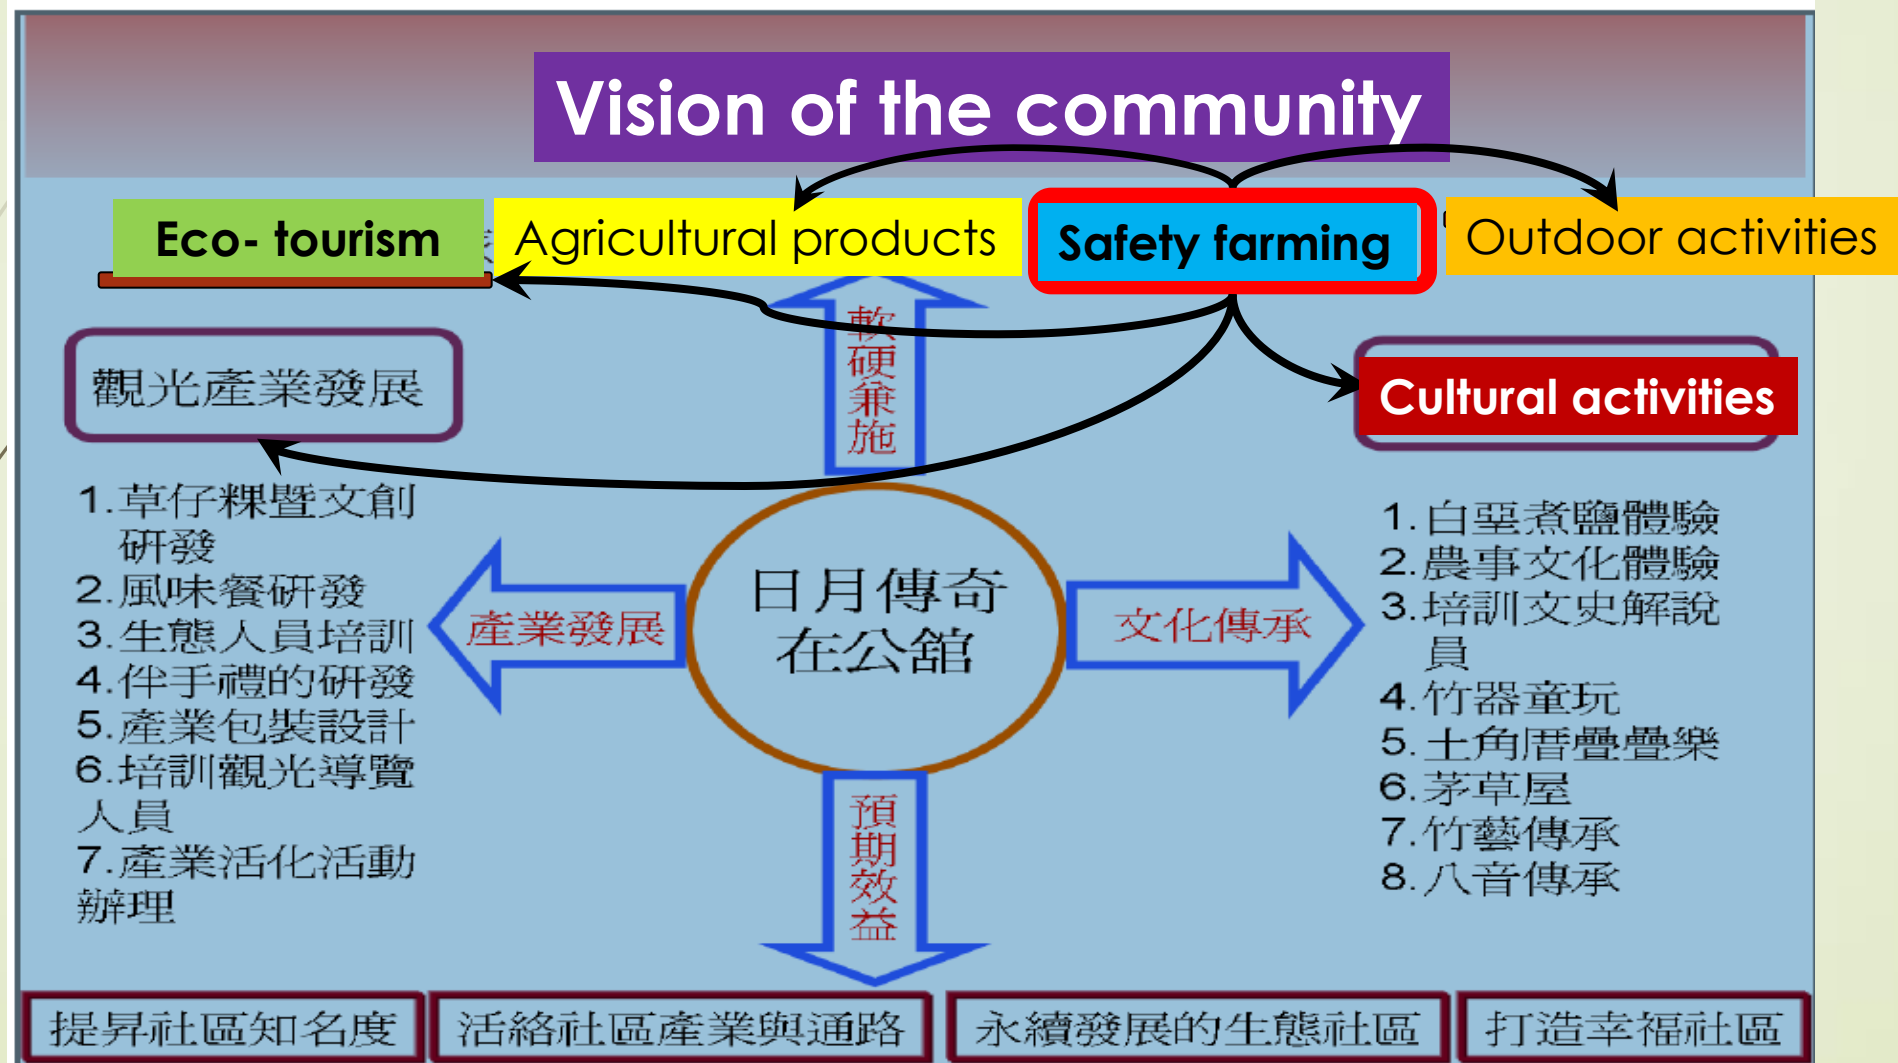 Vision of the community
Eco- tourism
Agricultural products
Safety farming
Outdoor activities
軟硬兼施
觀光產業發展
Cultural activities
1.草仔粿暨文創
研發
2.風味餐研發
3.生態人員培訓
4.伴手禮的研發
5.產業包裝設計
6.培訓觀光導覽
人員
7.產業活化活動
辦理
產業發展
日月傳奇
在公舘
文化傳承
1.白堊煮鹽體驗
2.農事文化體驗
3.培訓文史解說
員
4.竹器童玩
5.土角厝疊疊樂
6.茅草屋
7.竹藝傳承
8.八音傳承
預期效益
提昇社區知名度
活絡社區產業與通路
永續發展的生態社區
打造幸福社區